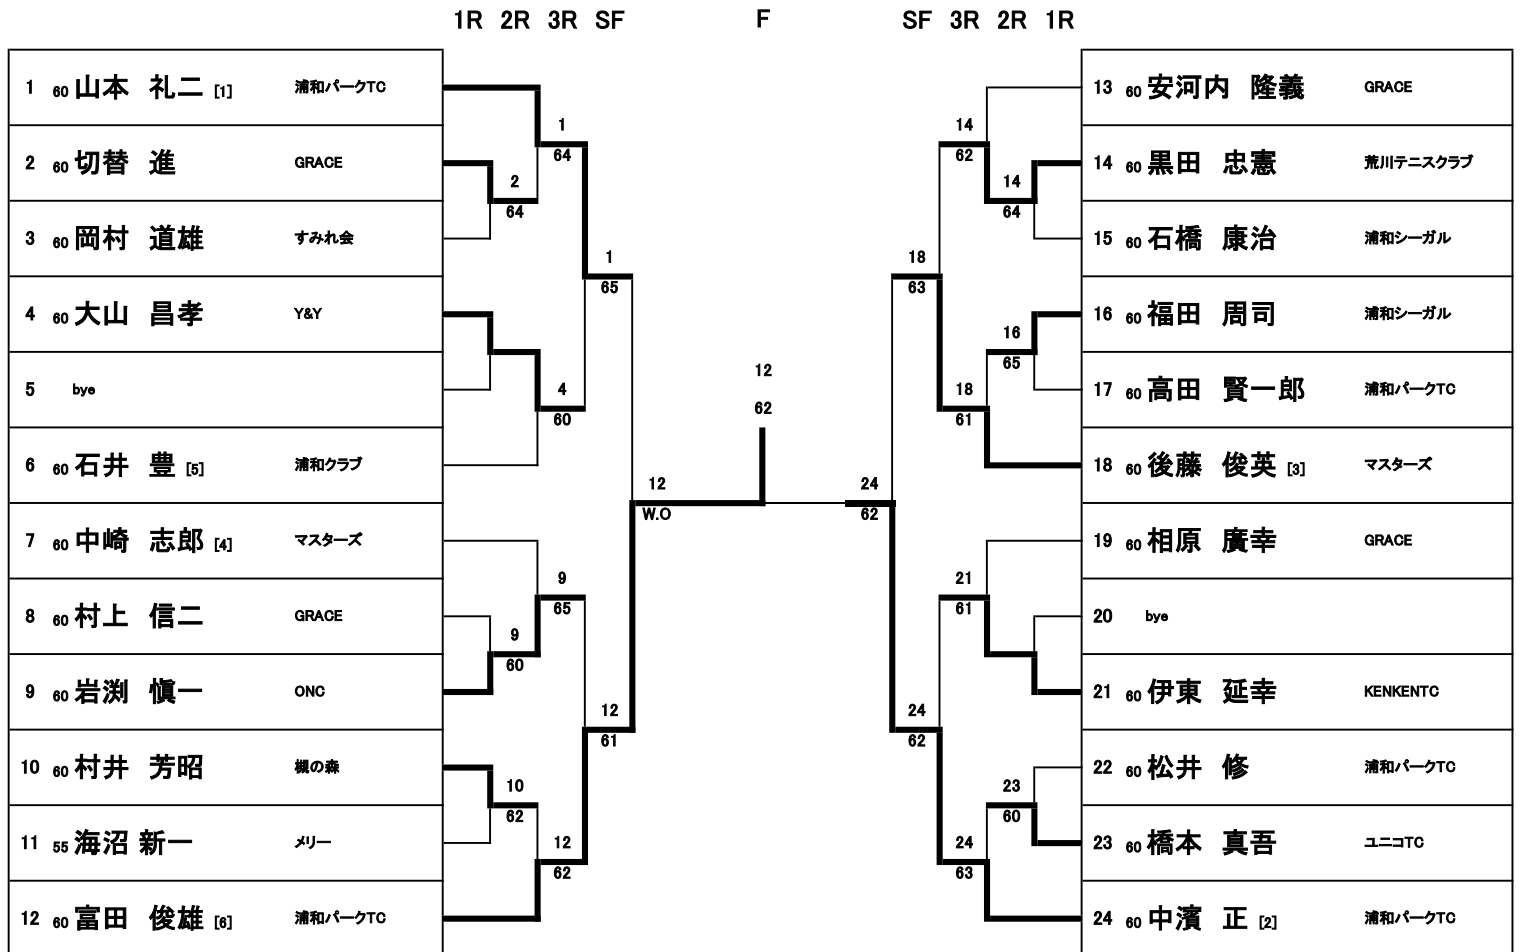 1R 2R 3R SF F SF 3R 2R 1R
1 60 山本 礼二 [1] 浦和パークTC
2 60 切替 進 GRACE
3 60 岡村 道雄 すみれ会
4 60 大山 昌孝 Y&Y
5 bye
6 60 石井 豊 [5] 浦和クラブ
7 60 中崎 志郎 [4] マスターズ
8 60 村上 信二 GRACE
9 60 岩渕 愼一 ONC
10 60 村井 芳昭 槻の森
11 55 海沼 新一 メリー
12 60 富田 俊雄 [6] 浦和パークTC
2
64
9
60
10
62
1
64
4
60
9
65
12
62
1
65
12
61
12
W.O
12
62
24
62
18
63
24
62
14
62
18
61
21
61
24
63
14
64
16
65
23
60
13 60 安河内 隆義 GRACE
14 60 黒田 忠憲 荒川テニスクラブ
15 60 石橋 康治 浦和シーガル
16 60 福田 周司 浦和シーガル
17 60 高田 賢一郎 浦和パークTC
18 60 後藤 俊英 [3] マスターズ
19 60 相原 廣幸 GRACE
20 bye
21 60 伊東 延幸 KENKENTC
22 60 松井 修 浦和パークTC
23 60 橋本 真吾 ユニコTC
24 60 中濱 正 [2] 浦和パークTC